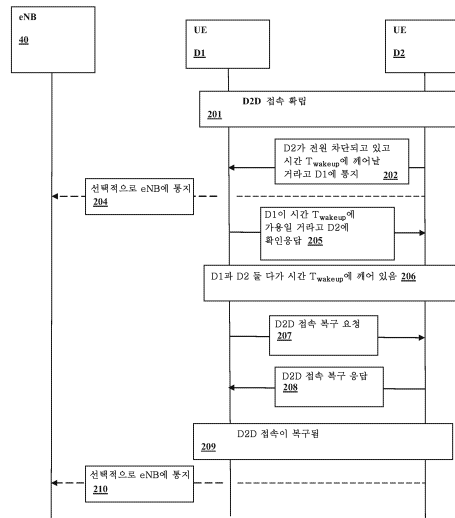 eNB
40
UE
D1
UE
D2
D2D 접속 확립
201
D2가 전원 차단되고 있고
시간 Twakeup에 깨어날
거라고 D1에 통지 202
선택적으로 eNB에 통지
204
D1이 시간 Twakeup에
가용일 거라고 D2에
확인응답 205
D1과 D2 둘 다가 시간 Twakeup에 깨어 있음 206
D2D 접속 복구 요청
207
D2D 접속 복구 응답
208
D2D 접속이 복구됨
209
선택적으로 eNB에 통지
210